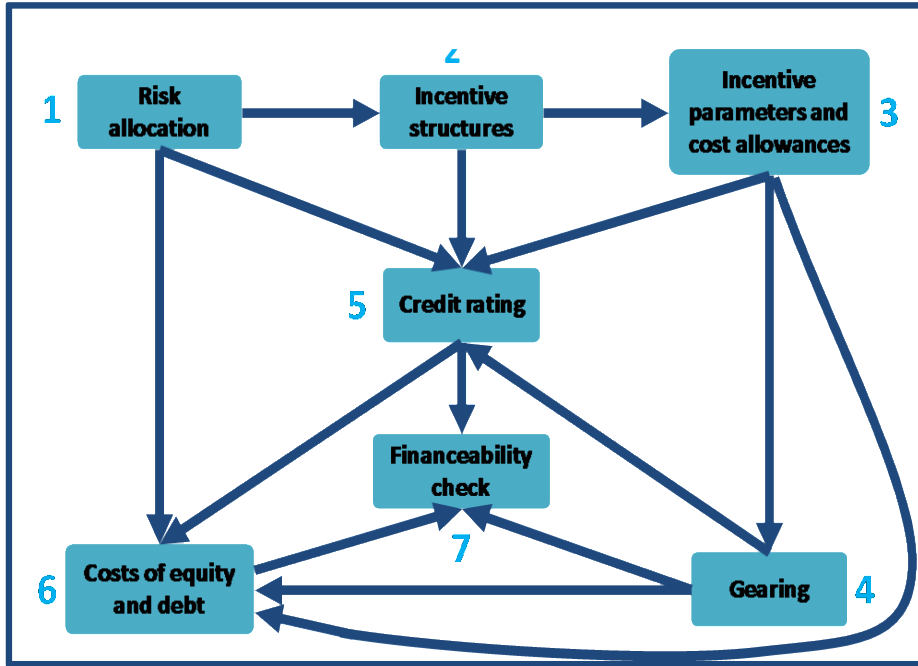 2
1
Risk
allocation
Incentive
structures
Incentive
parameters and
cost allowances
3
5
Credit rating
Financeability
check
7
6
Costs of equity
and debt
Gearing
4